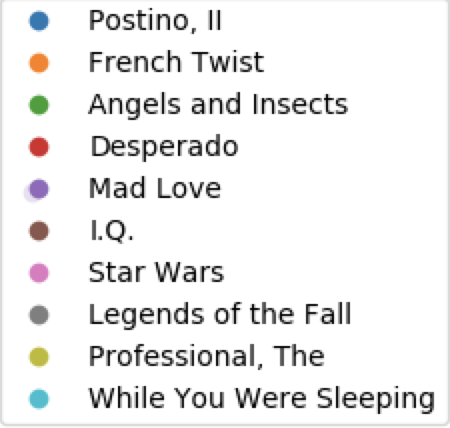 Postino, II
French Twist
Angels and Insects
Desperado
Mad Love
I.Q.
Star Wars
Legends of the Fall
Professional, The
While You Were Sleeping